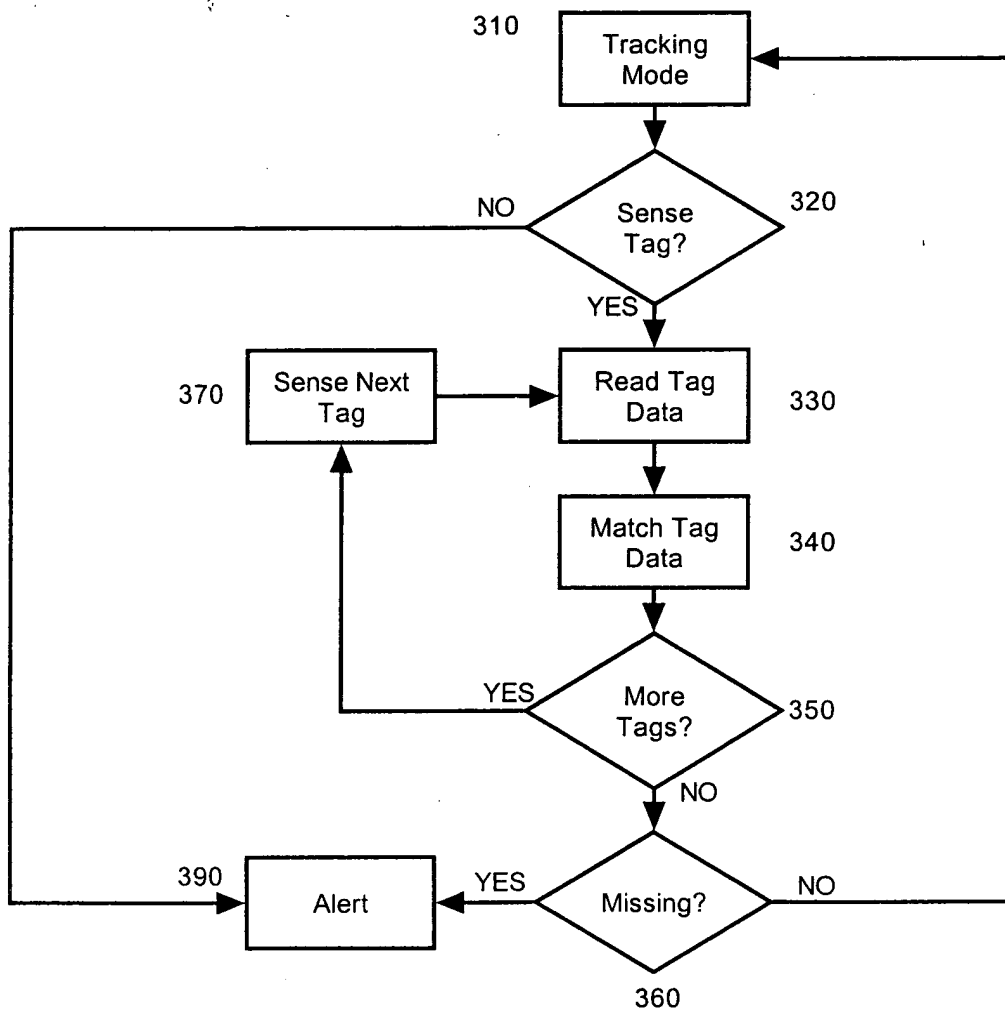 310
Tracking
Mode
NO
Sense
Tag?
320
YES
370
Sense Next
Tag
Read Tag
Data
330
Match Tag
Data
340
YES
More
Tags?
350
NO
390
Alert
YES
Missing?
NO
360